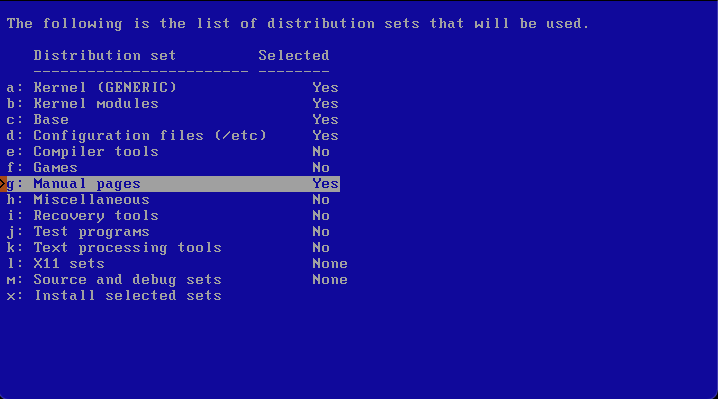 The following is the list of distribution sets that will be used.
Distribution set Selected
------------------------ --------
a: Kernel (GENERIC) Yes
b: Kernel modules Yes
c: Base Yes
d: Configuration files (/etc) Yes
e: Compiler tools No
f: Games No
>g: Manual pages Yes
h: Miscellaneous No
i: Recovery tools No
j: Test programs No
k: Text processing tools No
l: X11 sets None
m: Source and debug sets None
x: Install selected sets